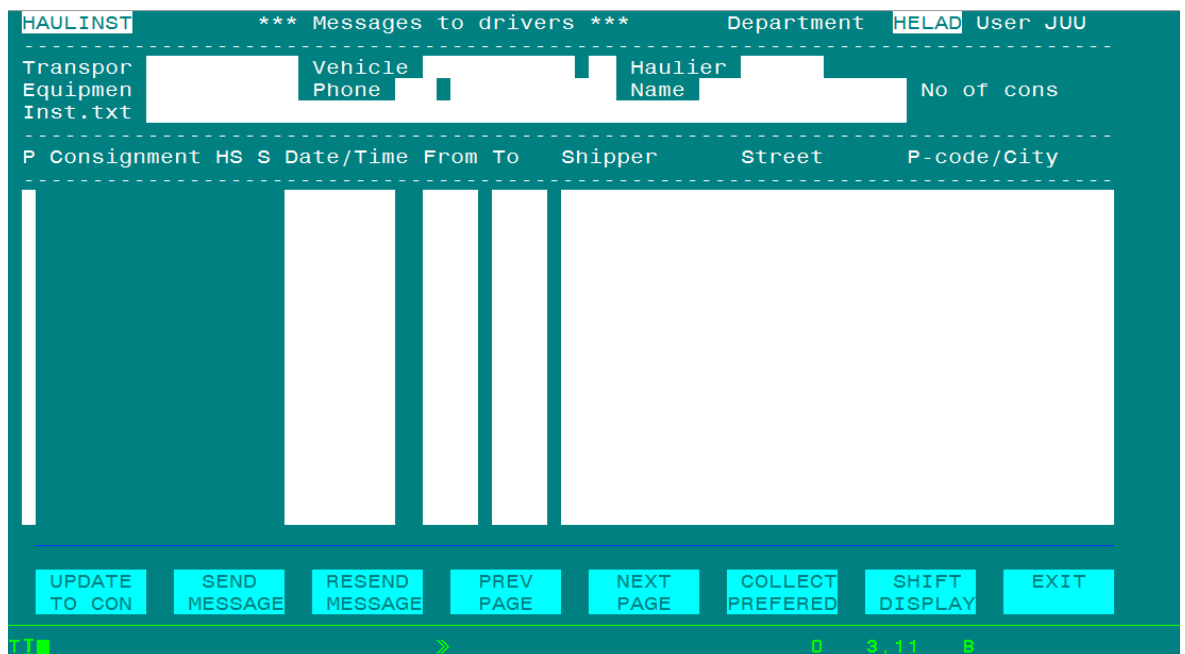 HAULINST *** Messages to drivers *** Department HELAD User JUU
Transpor Vehicle Haulier
Equipmen Phone Name No of cons
Inst.txt
P Consignment HS S Date/Time From To Shipper Street P-code/City
UPDATE TO CON
SEND MESSAGE
RESEND MESSAGE
PREV PAGE
NEXT PAGE
COLLECT PREFERED
SHIFT DISPLAY
EXIT
TT » 0 3.11 B